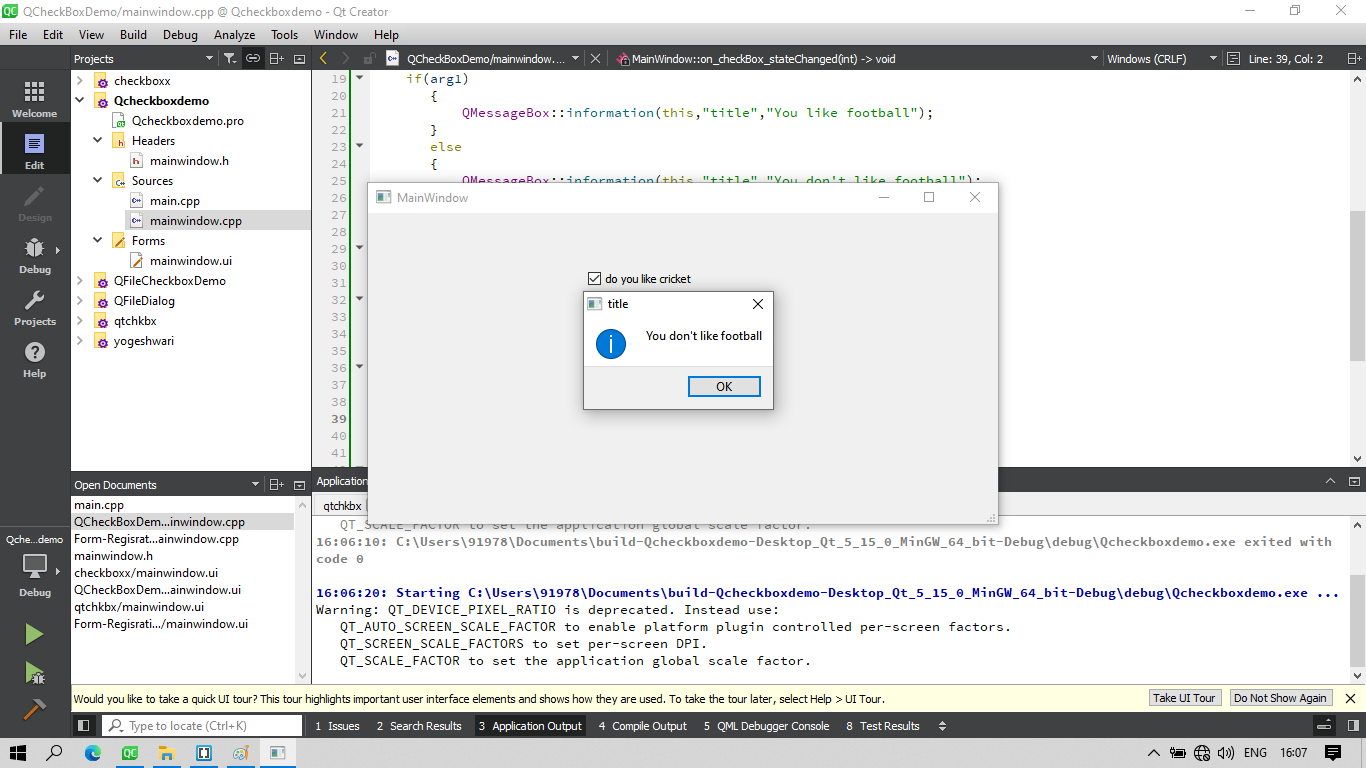 QCheckBoxDemo/mainwindow.cpp @ Qcheckboxdemo - Qt Creator
File Edit View Build Debug Analyze Tools Window Help
Projects
QCheckBoxDemo/mainwindow....
MainWindow::on_checkBox_stateChanged(int) -> void
Windows (CRLF)
Line: 39, Col: 2
Welcome
Edit
Design
Debug
Projects
Help
checkboxx
Qcheckboxdemo
Qcheckboxdemo.pro
Headers
mainwindow.h
Sources
main.cpp
mainwindow.cpp
Forms
mainwindow.ui
QFileCheckboxDemo
QFileDialog
qtchkbx
yogeshwari
19 if(arg1)
20 {
21 QMessageBox::information(this,"title","You like football");
22 }
23 else
24 {
25 QMessageBox::information(this,"title","You don't like football");
26
27
28
29
30
31
32
33
34
35
36
37
38
39
40
41
MainWindow
do you like cricket
title
You don't like football
OK
Open Documents
main.cpp
QCheckBoxDem...inwindow.cpp
Form-Regisrat...ainwindow.cpp
mainwindow.h
checkboxx/mainwindow.ui
QCheckBoxDem...ainwindow.ui
qtchkbx/mainwindow.ui
Form-Regisrati.../mainwindow.ui
Qche...demo
Debug
Application
qtchkbx
QT_SCALE_FACTOR to set the application global scale factor.
16:06:10: C:\Users\91978\Documents\build-Qcheckboxdemo-Desktop_Qt_5_15_0_MinGW_64_bit-Debug\debug\Qcheckboxdemo.exe exited with
code 0
16:06:20: Starting C:\Users\91978\Documents\build-Qcheckboxdemo-Desktop_Qt_5_15_0_MinGW_64_bit-Debug\debug\Qcheckboxdemo.exe ...
Warning: QT_DEVICE_PIXEL_RATIO is deprecated. Instead use:
QT_AUTO_SCREEN_SCALE_FACTOR to enable platform plugin controlled per-screen factors.
QT_SCREEN_SCALE_FACTORS to set per-screen DPI.
QT_SCALE_FACTOR to set the application global scale factor.
Would you like to take a quick UI tour? This tour highlights important user interface elements and shows how they are used. To take the tour later, select Help > UI Tour.
Take UI Tour
Do Not Show Again
Type to locate (Ctrl+K)
1 Issues 2 Search Results 3 Application Output 4 Compile Output 5 QML Debugger Console 8 Test Results
ENG
16:07